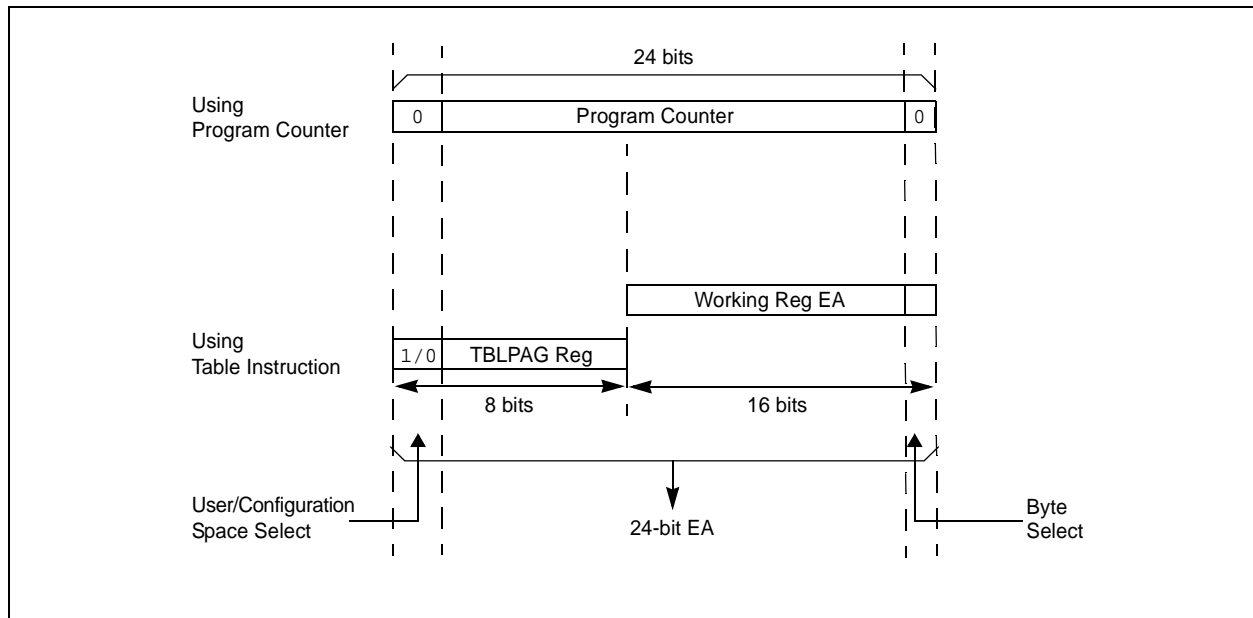 24 bits
Using
Program Counter
0
Program Counter
0
Working Reg EA
Using
Table Instruction
1/0
TBLPAG Reg
8 bits
16 bits
User/Configuration
Space Select
24-bit EA
Byte
Select